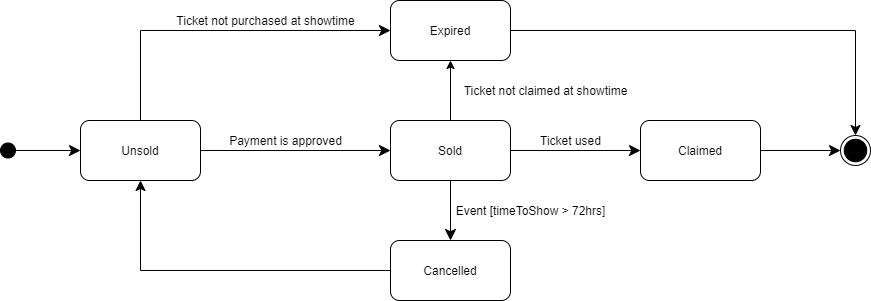 Ticket not purchased at showtime
Expired
Ticket not claimed at showtime
Unsold
Payment is approved
Sold
Ticket used
Claimed
Event [timeToShow > 72hrs]
Cancelled